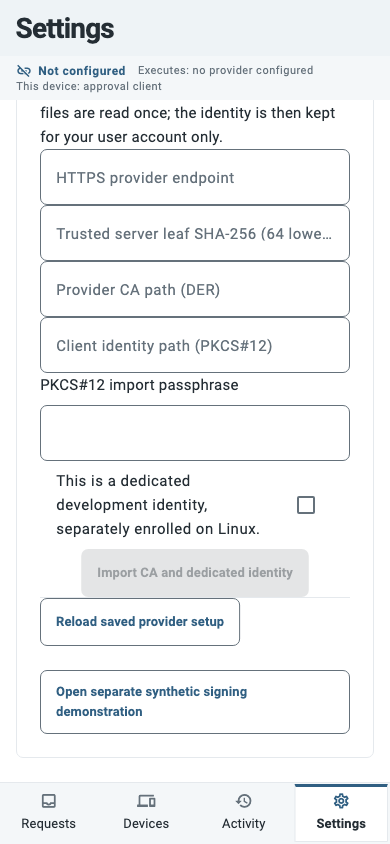 Settings
Not configured Executes: no provider configured
This device: approval client
files are read once; the identity is then kept
for your user account only.
HTTPS provider endpoint
Trusted server leaf SHA-256 (64 lowe…
Provider CA path (DER)
Client identity path (PKCS#12)
PKCS#12 import passphrase
This is a dedicated
development identity,
separately enrolled on Linux.
Import CA and dedicated identity
Reload saved provider setup
Open separate synthetic signing
demonstration
Requests Devices Activity Settings